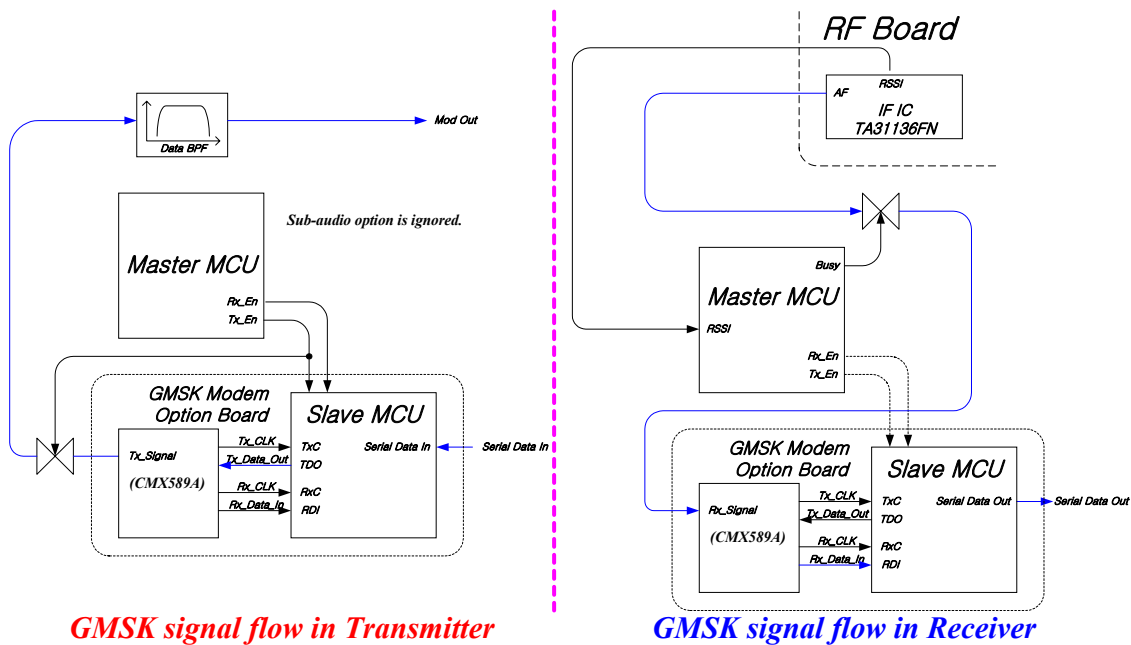 Data BPF
Mod Out
Sub-audio option is ignored.
Master MCU
Rx_En
Tx_En
GMSK Modem
Option Board
Tx_Signal
(CMX589A)
Tx_CLK
Tx_Data_Out
Rx_CLK
Rx_Data_In
Slave MCU
TxC
TDO
RxC
RDI
Serial Data In
Serial Data In
GMSK signal flow in Transmitter
RF Board
RSSI
AF
IF IC
TA31136FN
Busy
Master MCU
RSSI
Rx_En
Tx_En
GMSK Modem
Option Board
Rx_Signal
(CMX589A)
Tx_CLK
Tx_Data_Out
Rx_CLK
Rx_Data_In
Slave MCU
TxC
TDO
RxC
RDI
Serial Data Out
Serial Data Out
GMSK signal flow in Receiver